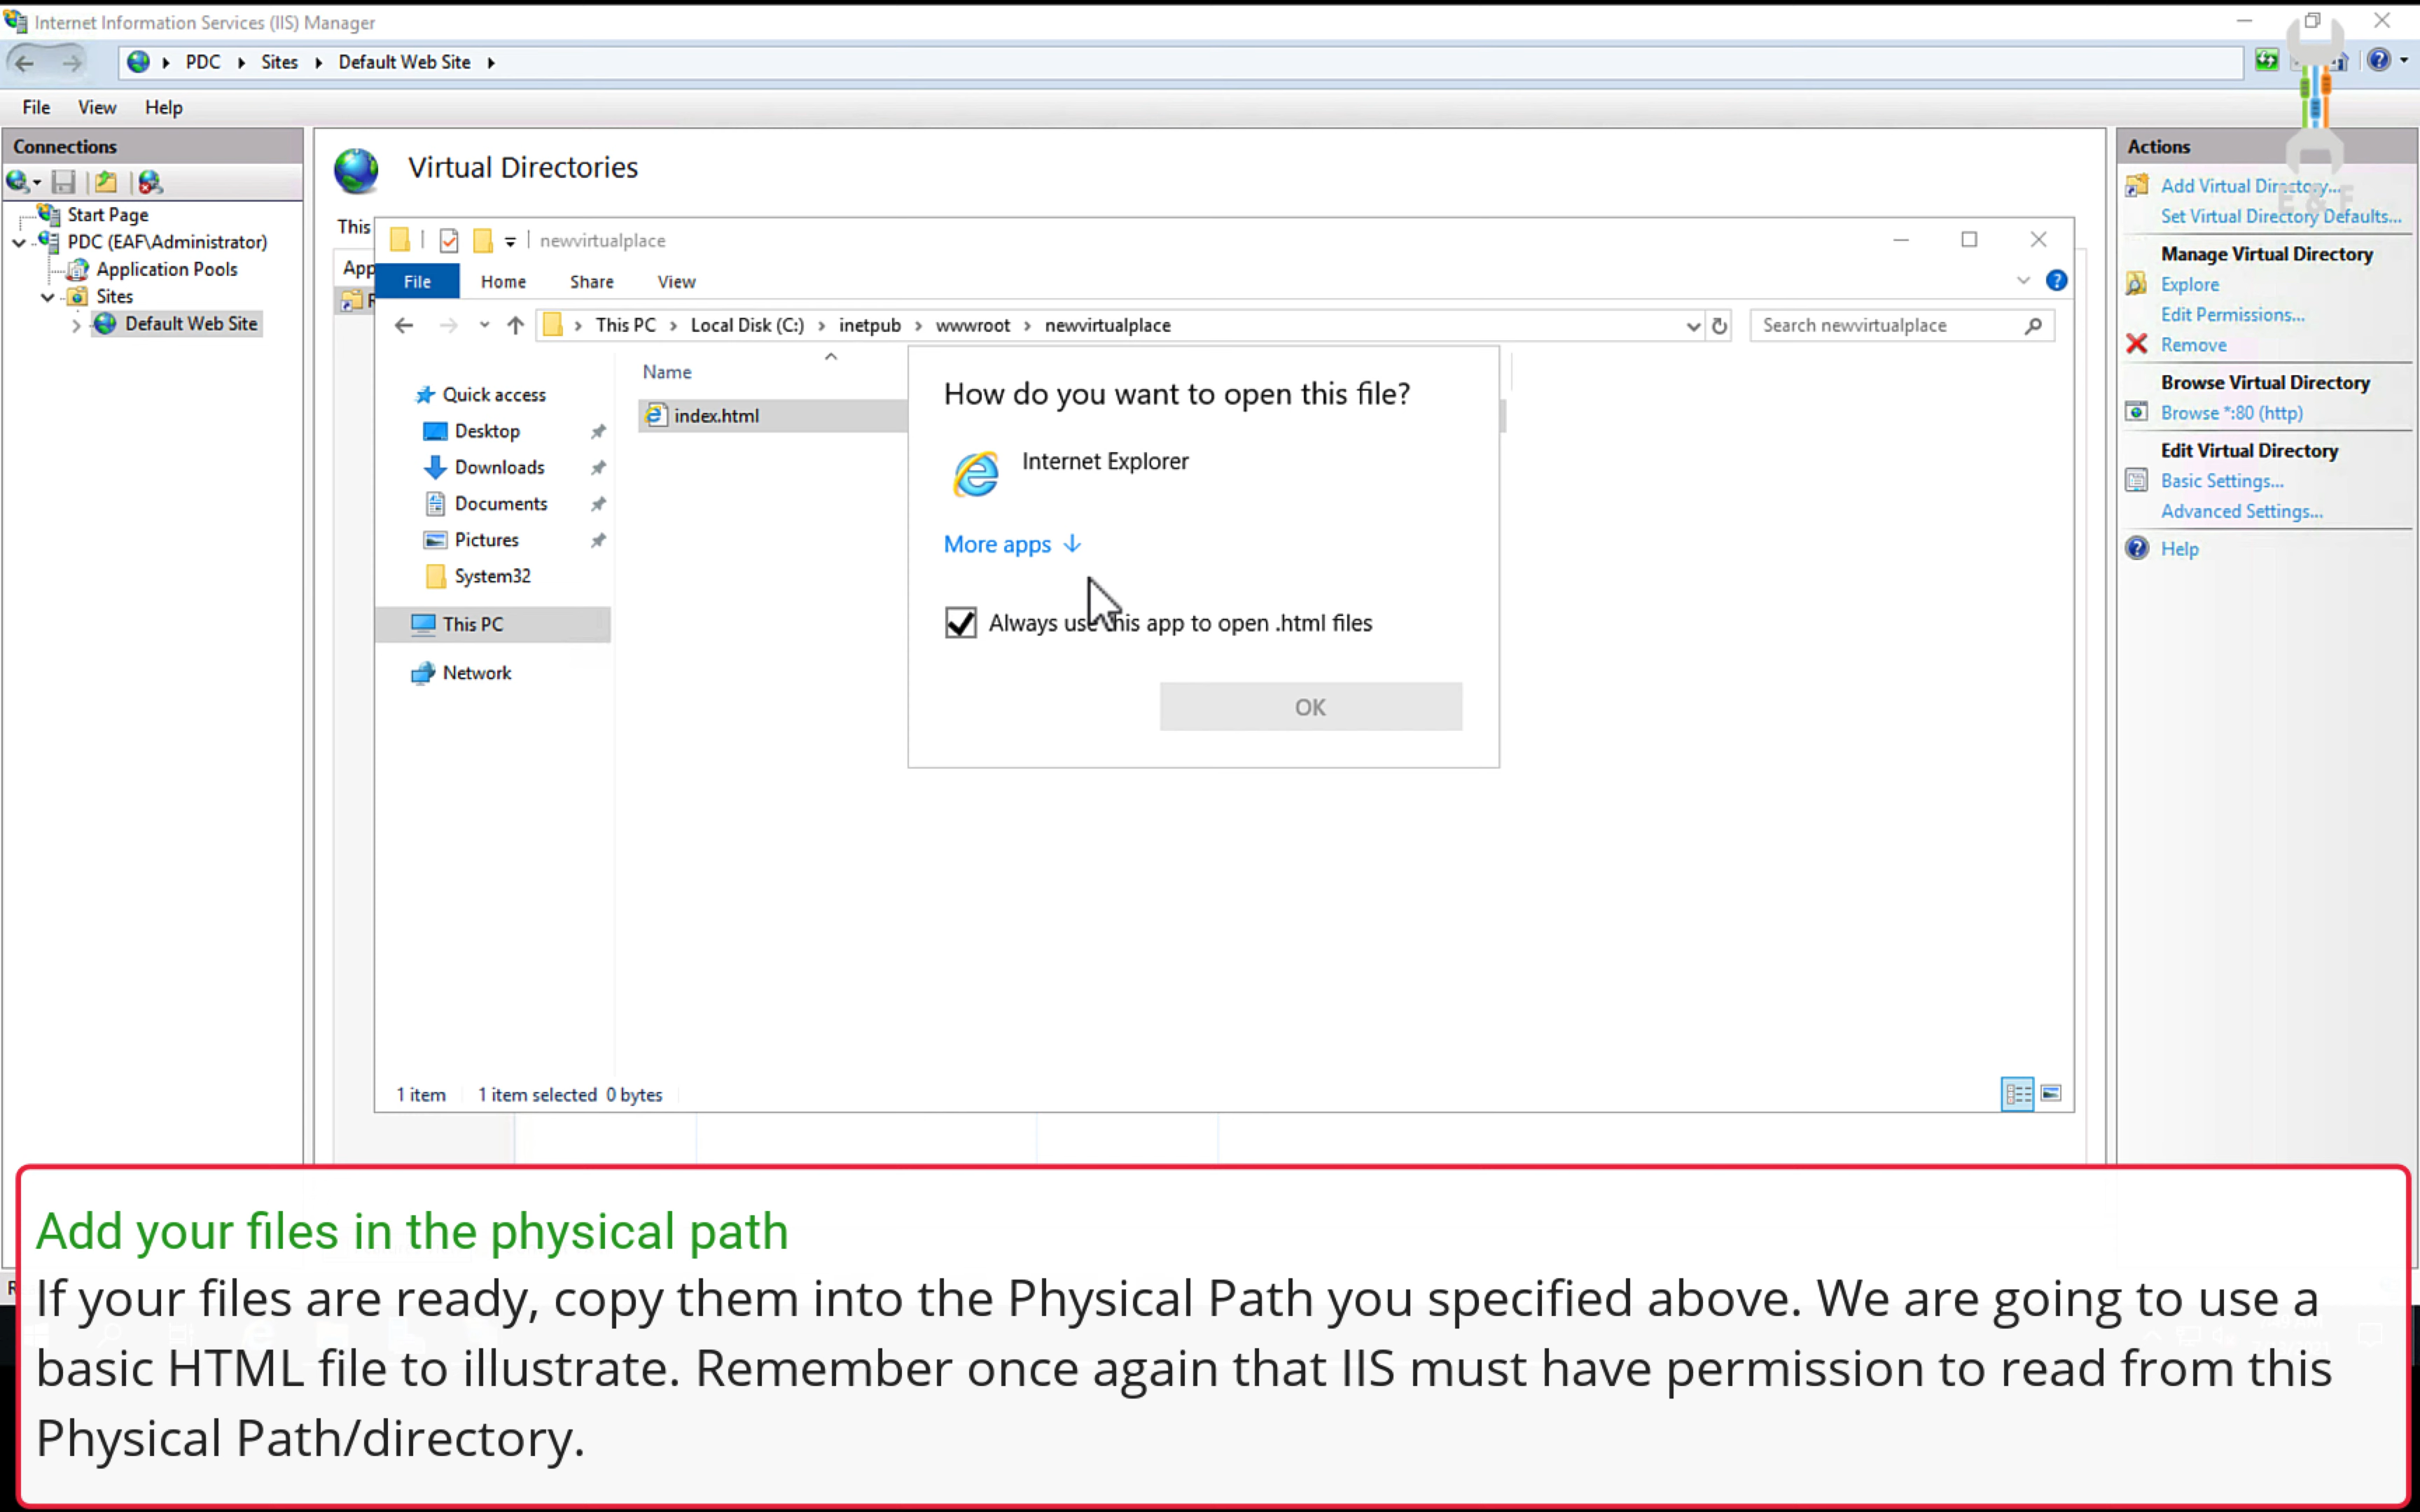 Internet Information Services (IIS) Manager
PDC Sites Default Web Site
File View Help
Connections
Start Page
PDC (EAF\Administrator)
Application Pools
Sites
Default Web Site
Virtual Directories
This
App
newvirtualplace
File Home Share View
This PC Local Disk (C:) inetpub wwwroot newvirtualplace
Search newvirtualplace
Quick access
Desktop
Downloads
Documents
Pictures
System32
This PC
Network
Name
index.html
How do you want to open this file?
Internet Explorer
More apps
Always use this app to open .html files
OK
1 item 1 item selected 0 bytes
Actions
Add Virtual Directory...
Set Virtual Directory Defaults...
Manage Virtual Directory
Explore
Edit Permissions...
Remove
Browse Virtual Directory
Browse *:80 (http)
Edit Virtual Directory
Basic Settings...
Advanced Settings...
Help
E & F
Add your files in the physical path
If your files are ready, copy them into the Physical Path you specified above. We are going to use a
basic HTML file to illustrate. Remember once again that IIS must have permission to read from this
Physical Path/directory.